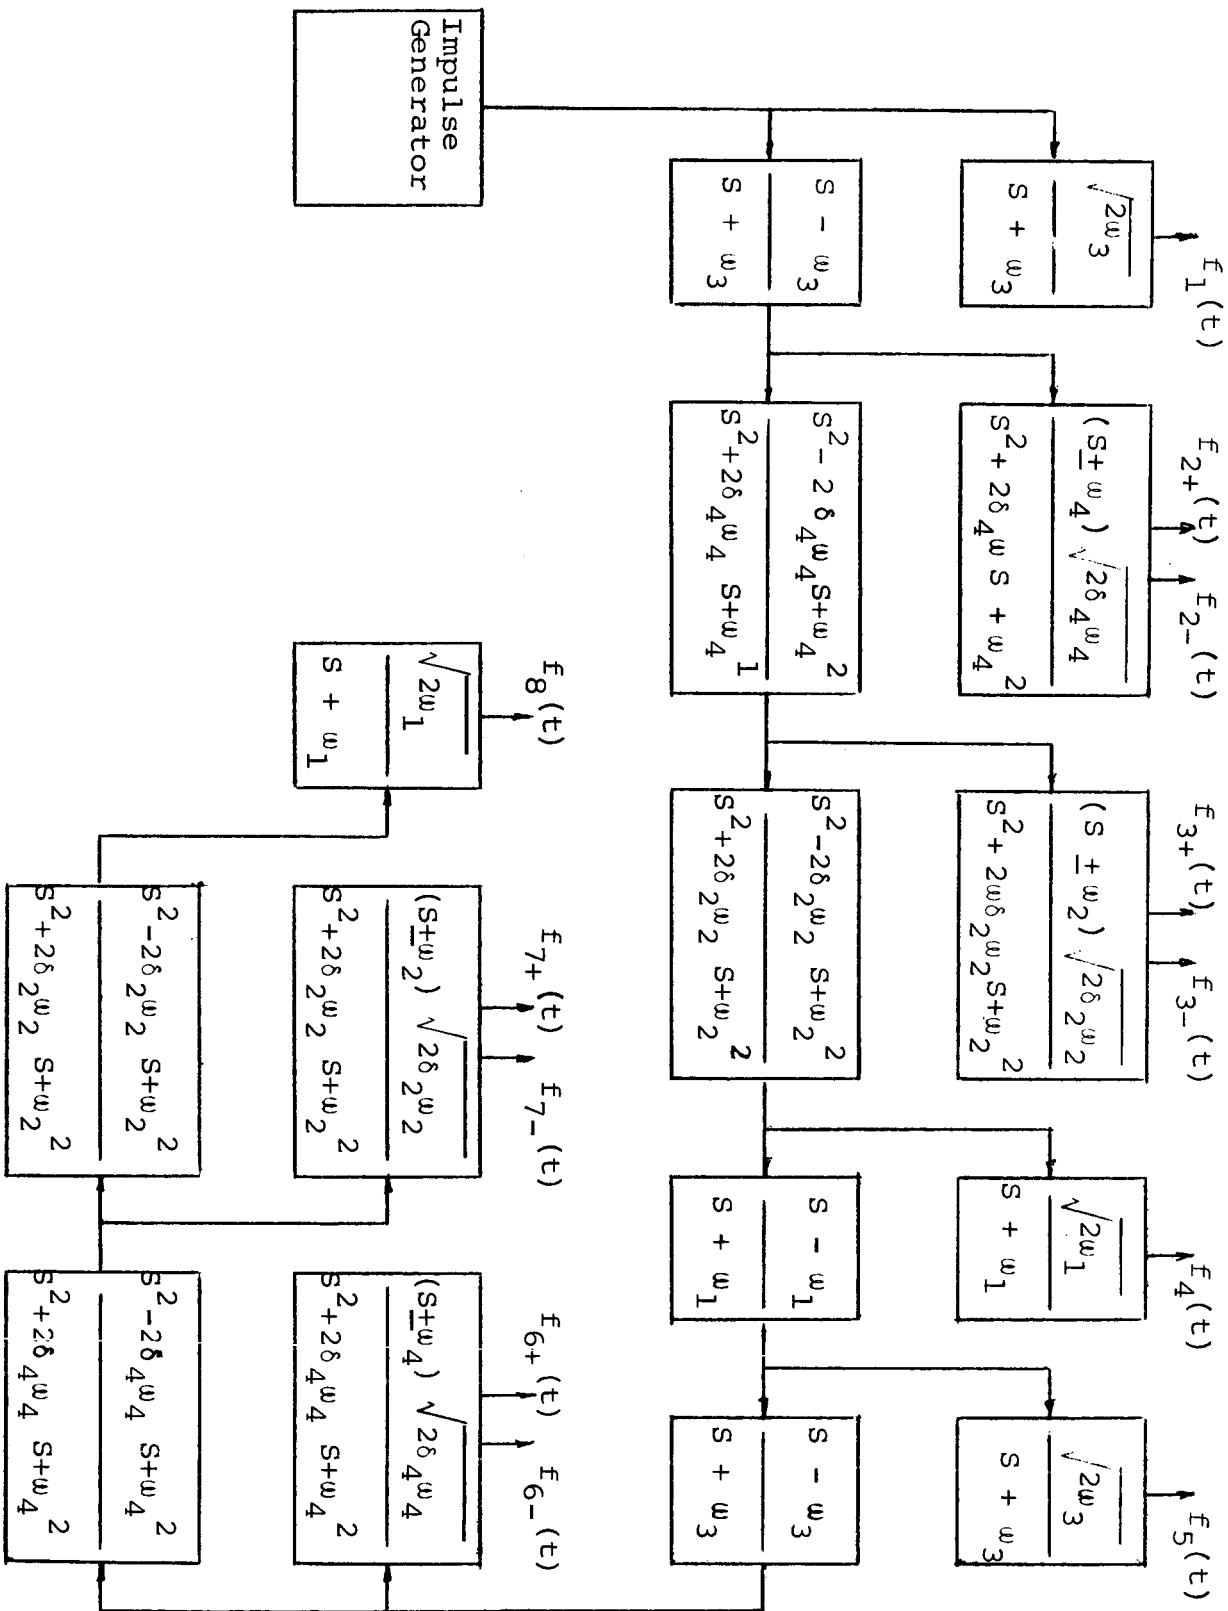 Impulse
Generator
f₁(t)
√2ω₃
S + ω₃
S - ω₃
S + ω₃
f₂₊(t) f₂₋(t)
(S±ω₄) √2δ₄ω₄
S²+2δ₄ω S + ω₄²
S²- 2 δ₄ω₄S+ω₄²
S²+2δ₄ω₄ S+ω₄¹
f₃₊(t) f₃₋(t)
(S ±ω₂) √2δ₂ω₂
S²+ 2ωδ₂ω₂S+ω₂²
S²-2δ₂ω₂ S+ω₂²
S²+2δ₂ω₂ S+ω₂²
f₄(t)
√2ω₁
S + ω₁
S - ω₁
S + ω₁
f₅(t)
√2ω₃
S + ω₃
S - ω₃
S + ω₃
f₈(t)
√2ω₁
S + ω₁
f₇₊(t) f₇₋(t)
(S±ω₂) √2δ₂ω₂
S²+2δ₂ω₂ S+ω₂²
S²-2δ₂ω₂ S+ω₂²
S²+2δ₂ω₂ S+ω₂²
f₆₊(t) f₆₋(t)
(S±ω₄) √2δ₄ω₄
S²+2δ₄ω₄ S+ω₄²
S²-2δ₄ω₄ S+ω₄²
S²+2δ₄ω₄ S+ω₄²